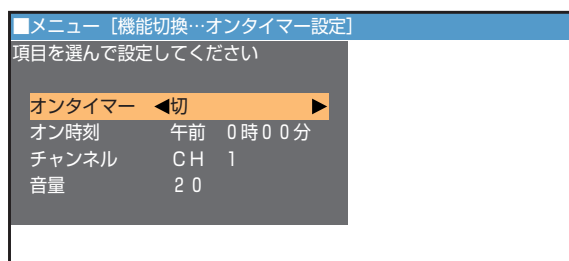 ■メニュー［機能切換…オンタイマー設定］
項目を選んで設定してください
オンタイマー ◀切 ▶
オン時刻 午前 0時00分
チャンネル CH 1
音量 20